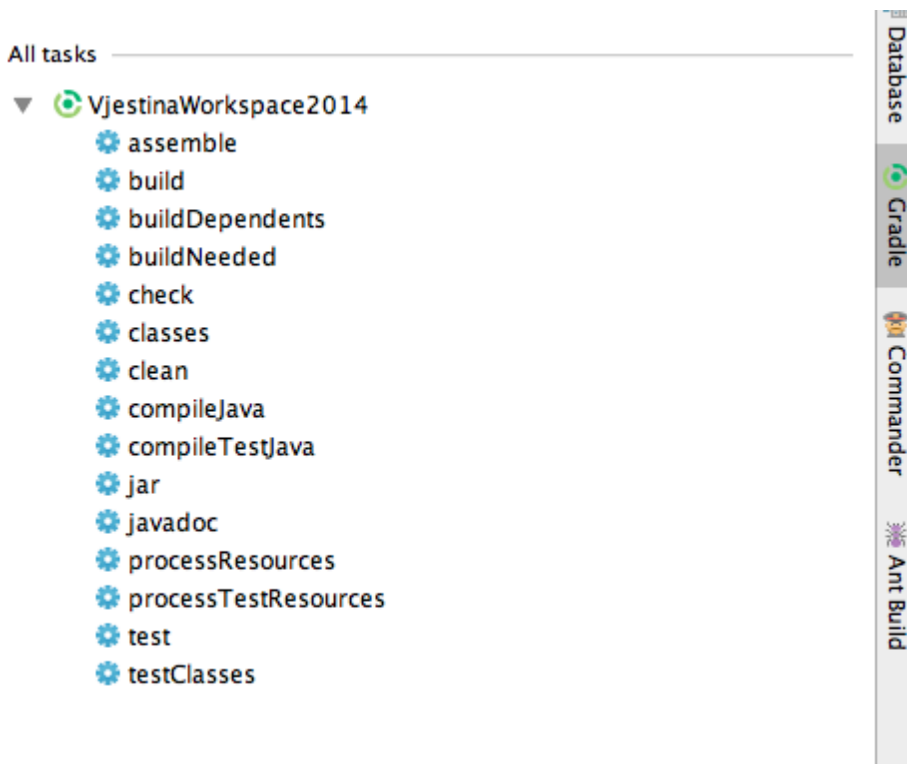 All tasks
VjestinaWorkspace2014
assemble
build
buildDependents
buildNeeded
check
classes
clean
compileJava
compileTestJava
jar
javadoc
processResources
processTestResources
test
testClasses
Database
Gradle
Commander
Ant Build